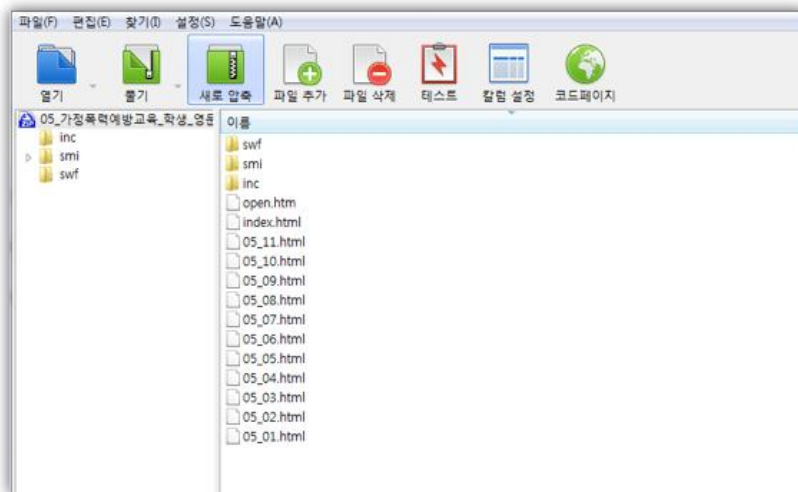 파일(F) 편집(E) 찾기(I) 설정(S) 도움말(A)
열기 풀기 새로 압축 파일 추가 파일 삭제 테스트 칼럼 설정 코드페이지
05_가정폭력예방교육_학생_영문
inc
smi
swf
이름
swf
smi
inc
open.htm
index.html
05_11.html
05_10.html
05_09.html
05_08.html
05_07.html
05_06.html
05_05.html
05_04.html
05_03.html
05_02.html
05_01.html